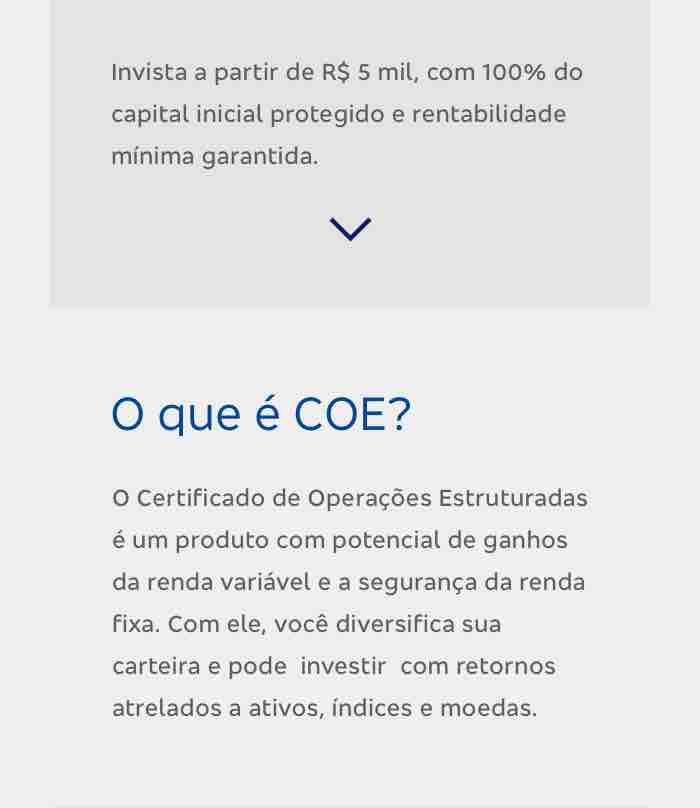 Invista a partir de R$ 5 mil, com 100% do
capital inicial protegido e rentabilidade
mínima garantida.
O que é COE?
O Certificado de Operações Estruturadas
é um produto com potencial de ganhos
da renda variável e a segurança da renda
fixa. Com ele, você diversifica sua
carteira e pode  investir  com retornos
atrelados a ativos, índices e moedas.